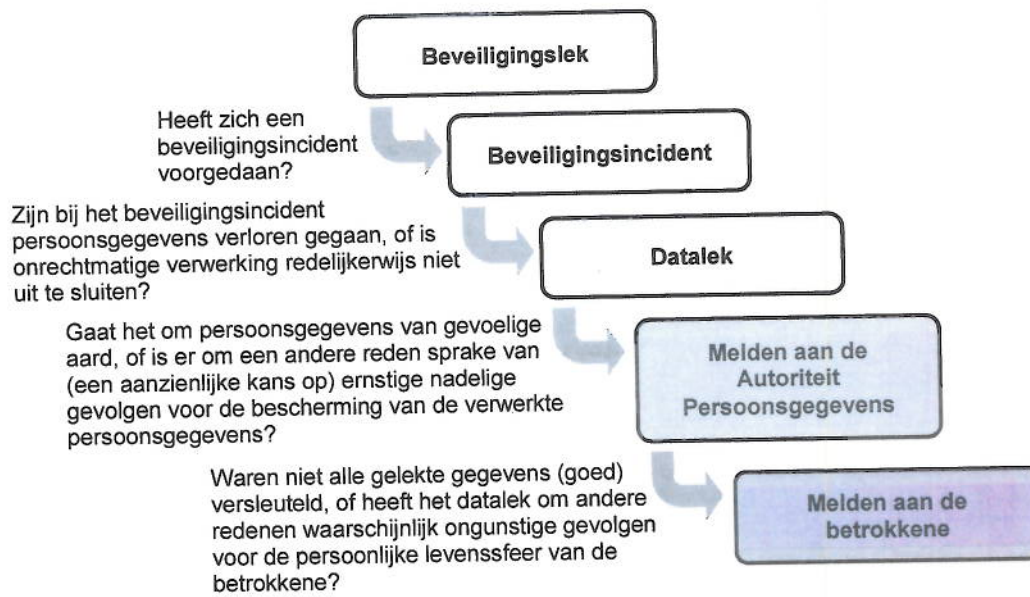 Beveiligingslek
Heeft zich een
beveiligingsincident
voorgedaan?
Beveiligingsincident
Zijn bij het beveiligingsincident
persoonsgegevens verloren gegaan, of is
onrechtmatige verwerking redelijkerwijs niet
uit te sluiten?
Datalek
Gaat het om persoonsgegevens van gevoelige
aard, of is er om een andere reden sprake van
(een aanzienlijke kans op) ernstige nadelige
gevolgen voor de bescherming van de verwerkte
persoonsgegevens?
Melden aan de
Autoriteit
Persoonsgegevens
Waren niet alle gelekte gegevens (goed)
versleuteld, of heeft het datalek om andere
redenen waarschijnlijk ongunstige gevolgen
voor de persoonlijke levenssfeer van de
betrokkene?
Melden aan de
betrokkene